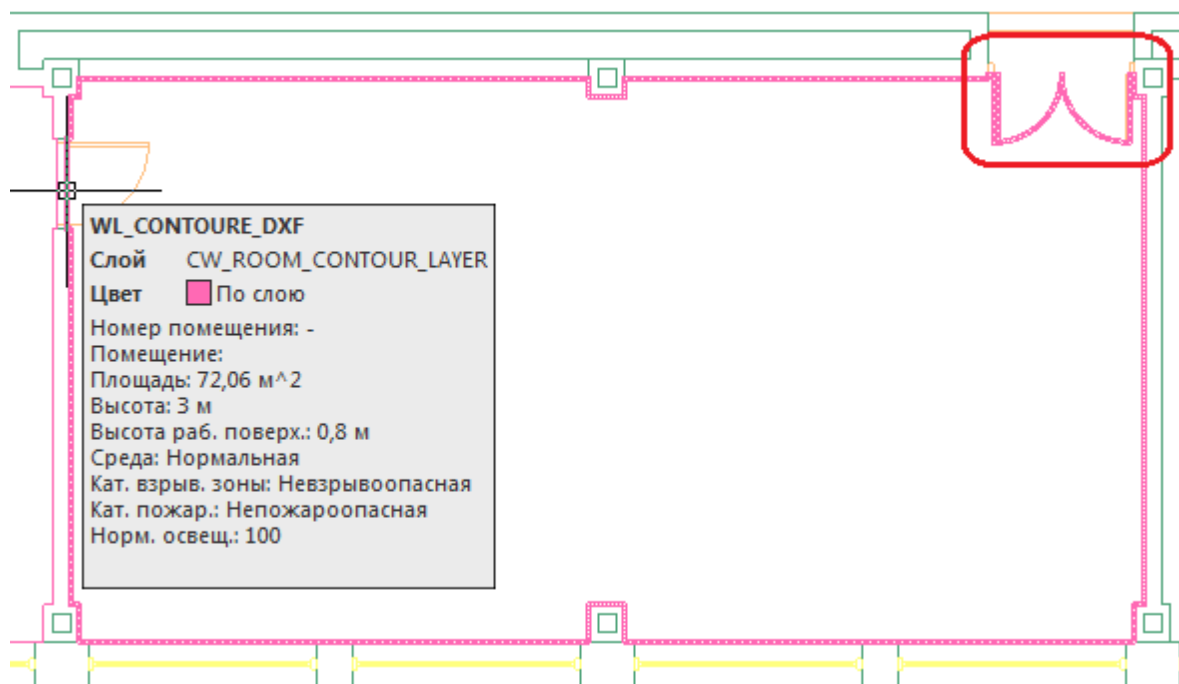 WL_CONTOURE_DXF
Слой CW_ROOM_CONTOUR_LAYER
Цвет По слою
Номер помещения: -
Помещение:
Площадь: 72,06 м^2
Высота: 3 м
Высота раб. поверх.: 0,8 м
Среда: Нормальная
Кат. взрыв. зоны: Невзрывоопасная
Кат. пожар.: Непожароопасная
Норм. освещ.: 100